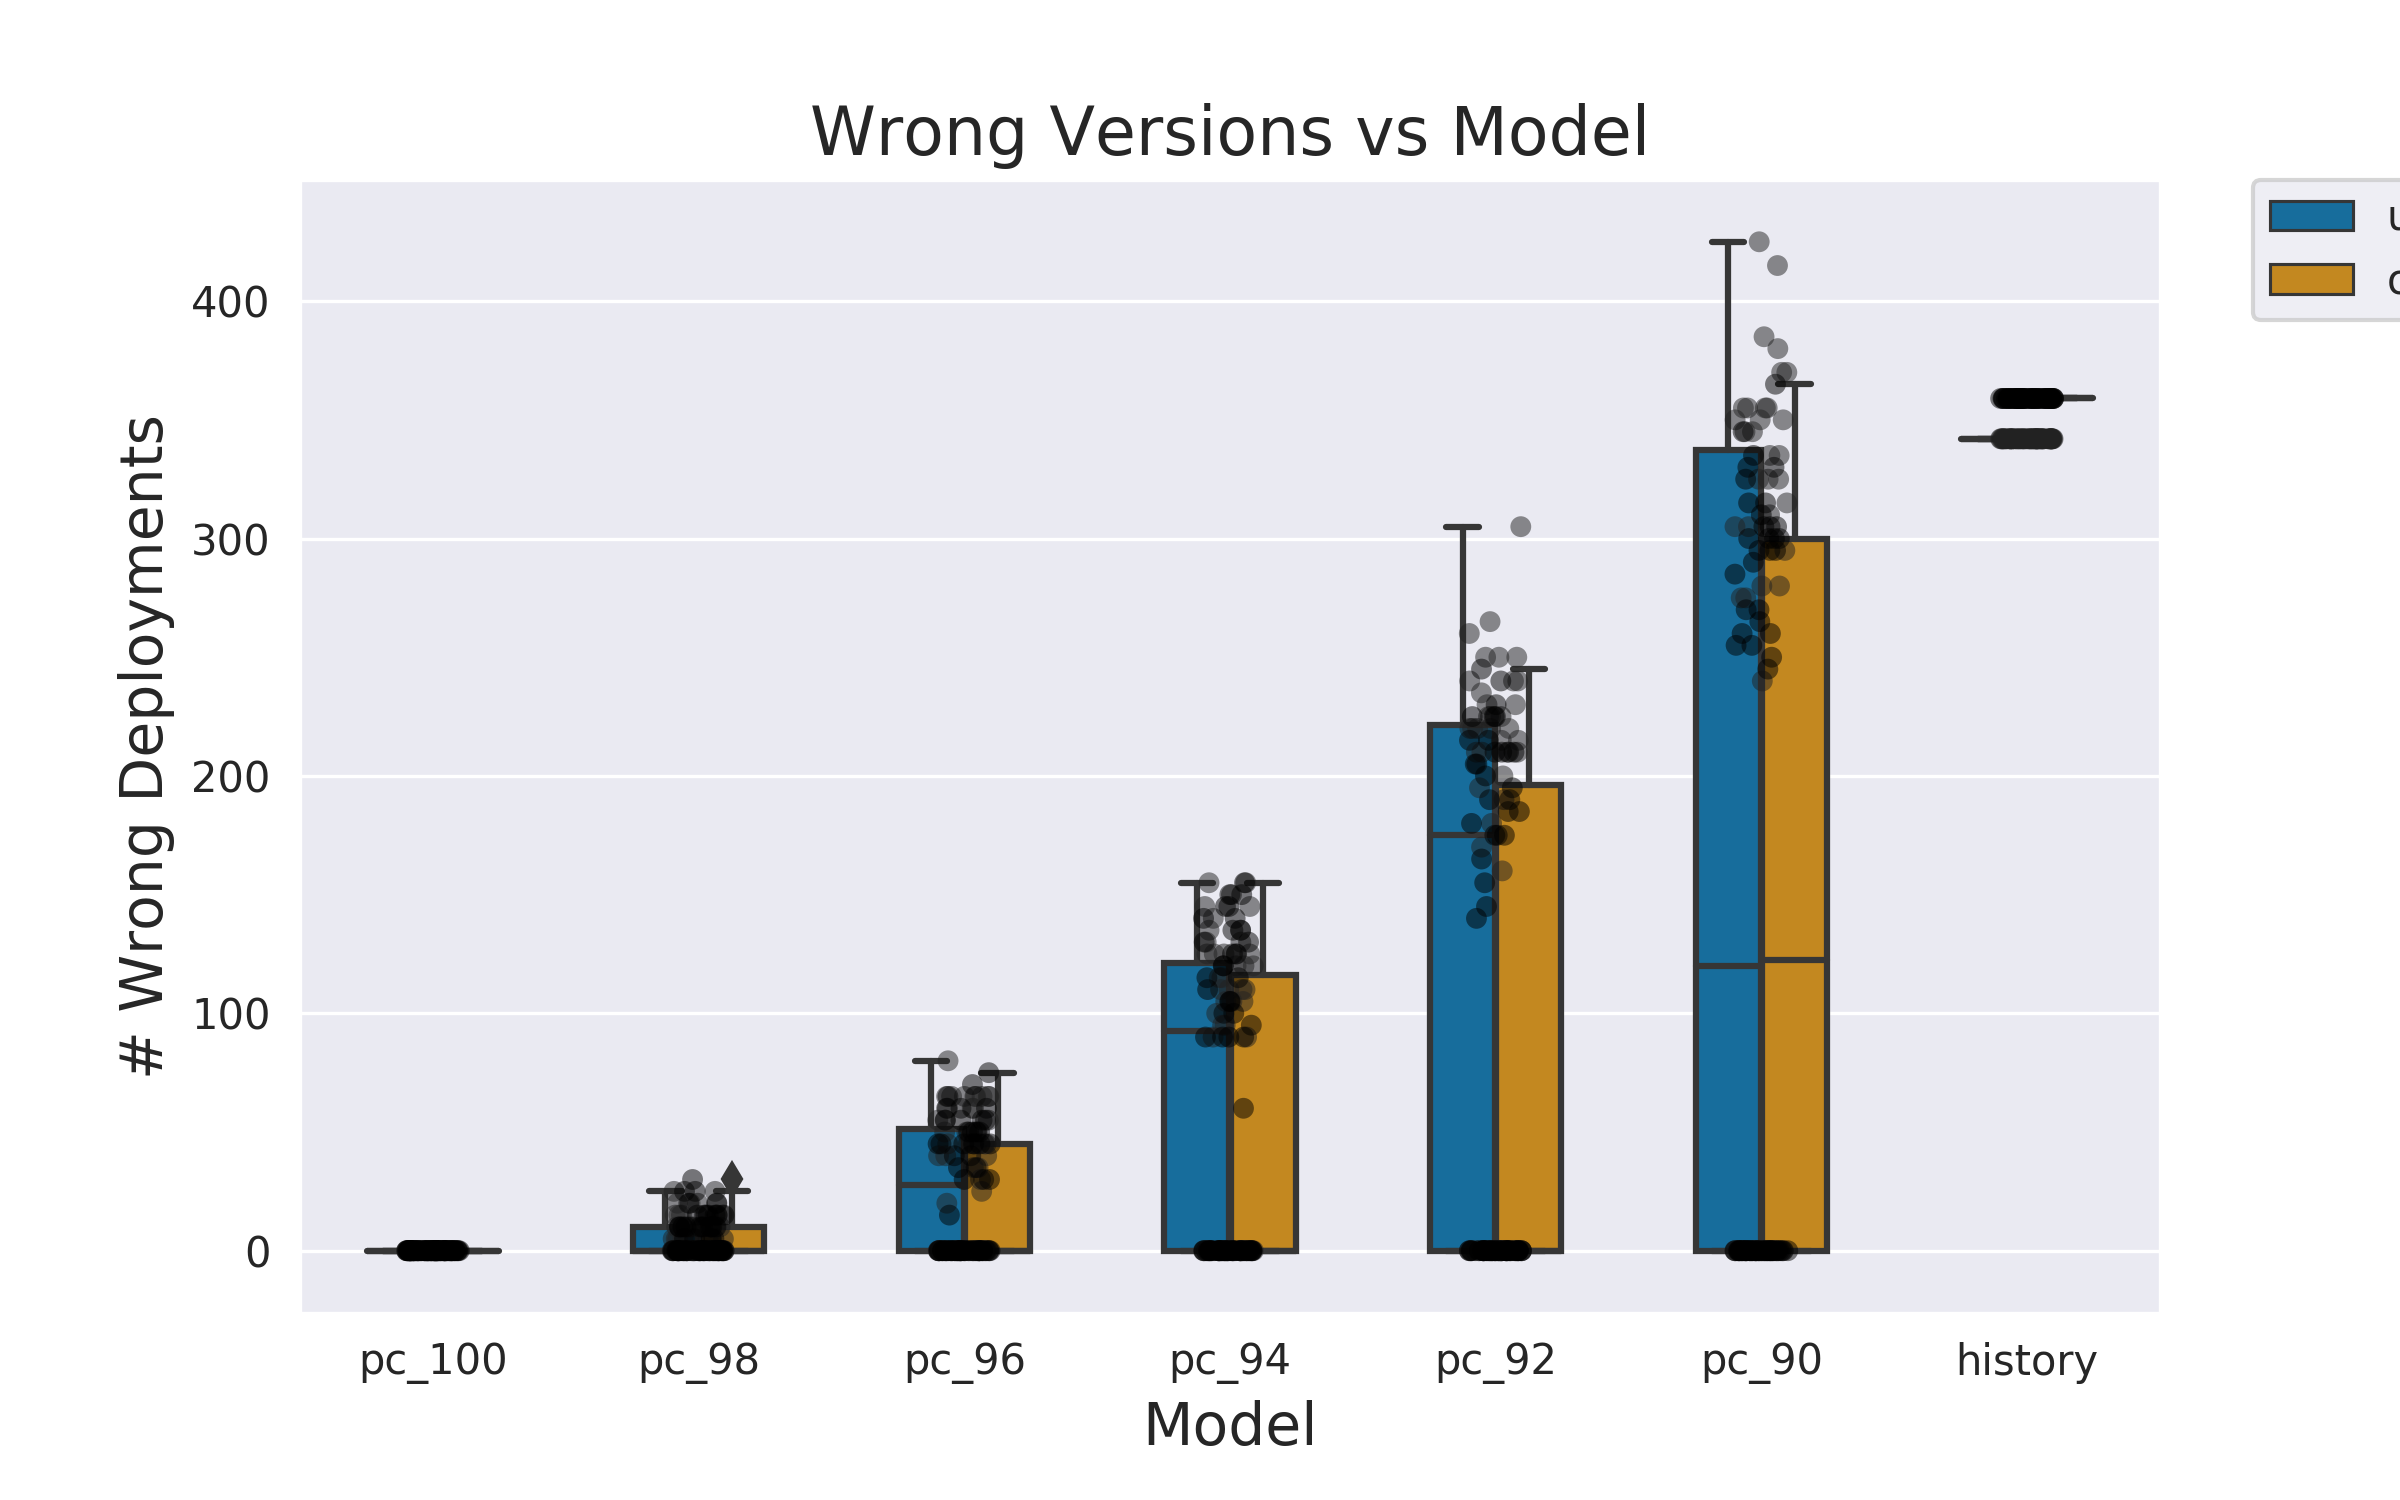 Wrong Versions vs Model
# Wrong Deployments
400
300
200
100
0
pc_100 pc_98 pc_96 pc_94 pc_92 pc_90 history
Model